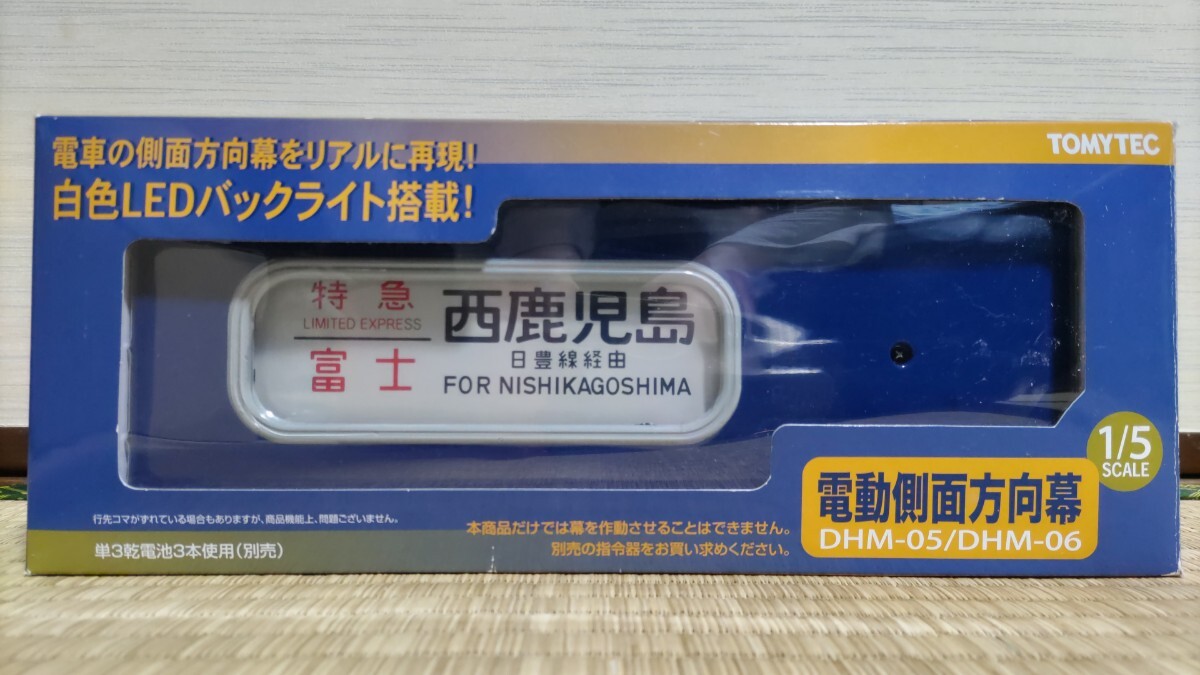 電車の側面方向幕をリアルに再現!
白色LEDバックライト搭載!
TOMYTEC
特急
LIMITED EXPRESS
富士
西鹿児島
日豊線経由
FOR NISHIKAGOSHIMA
1/5
SCALE
電動側面方向幕
DHM-05/DHM-06
行先コマがずれている場合もありますが、商品機能上、問題ございません。
単3乾電池3本使用(別売)
本商品だけでは幕を作動させることはできません。
別売の指令器をお買い求めください。